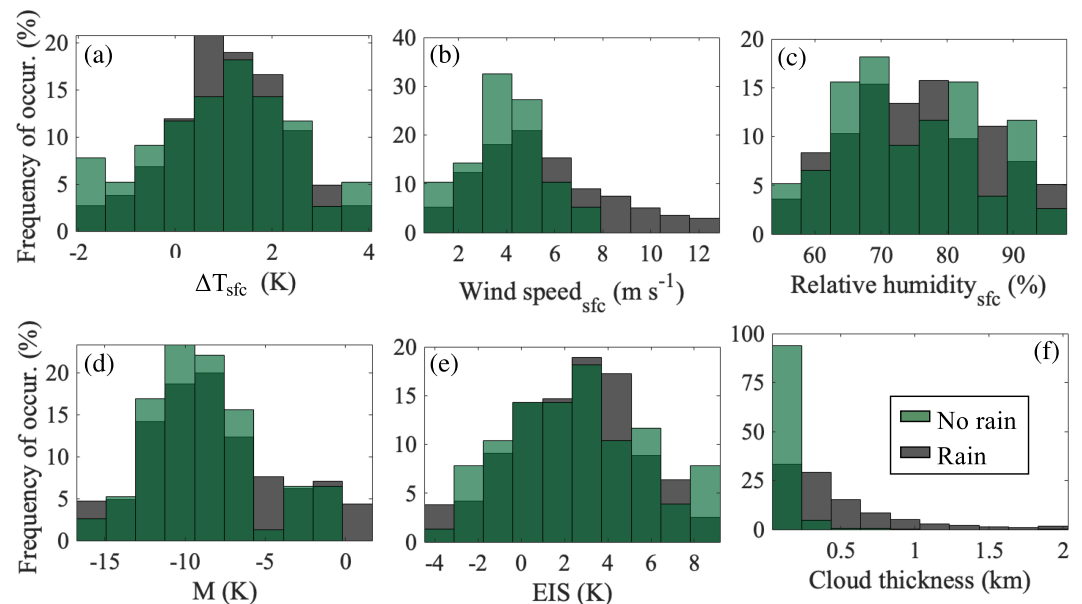 Frequency of occur. (%)
(a)
20
15
10
5
0
-2 0 2 4
ΔTsfc (K)
(b)
40
30
20
10
0
2 4 6 8 10 12
Wind speedsfc (m s-1)
(c)
20
15
10
5
0
60 70 80 90
Relative humiditysfc (%)
Frequency of occur. (%)
(d)
20
15
10
5
0
-15 -10 -5 0
M (K)
(e)
20
15
10
5
0
-4 -2 0 2 4 6 8
EIS (K)
(f)
100
75
50
25
0
No rain
Rain
0.5 1 1.5 2
Cloud thickness (km)